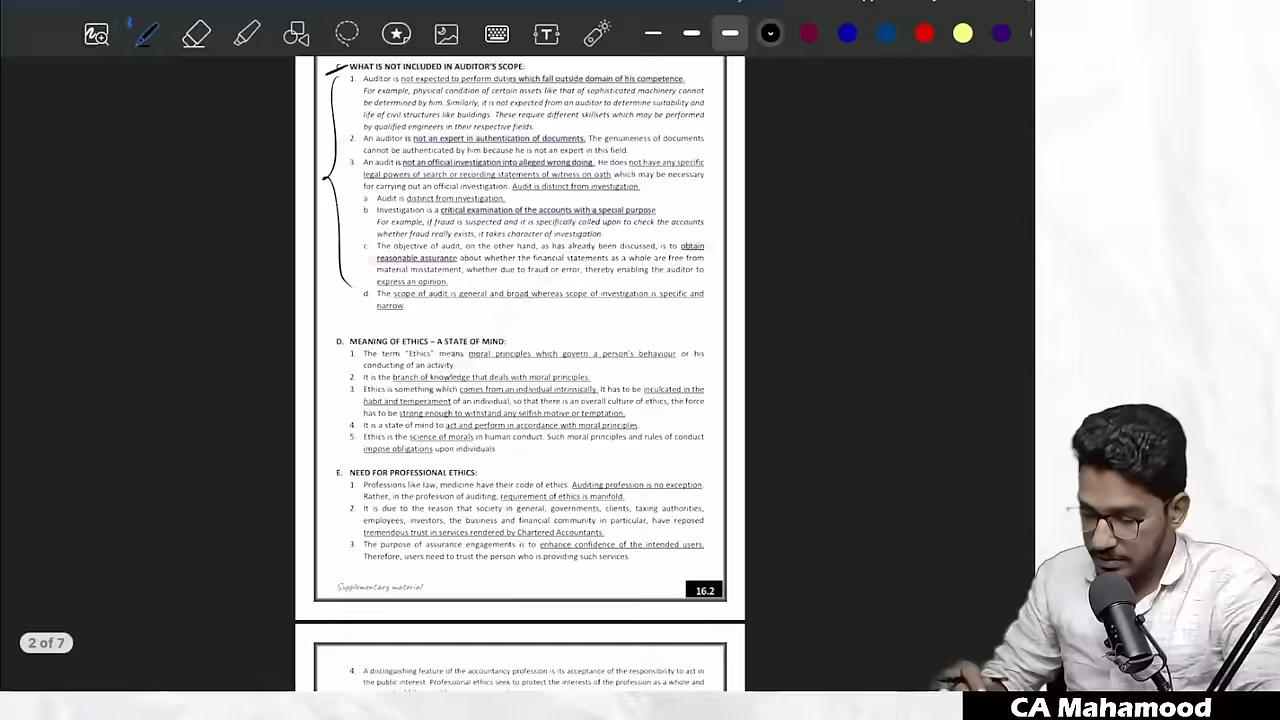 C. WHAT IS NOT INCLUDED IN AUDITOR'S SCOPE:
1. Auditor is not expected to perform duties which fall outside domain of his competence.
For example, physical condition of certain assets like that of sophisticated machinery cannot
be determined by him. Similarly, it is not expected from an auditor to determine suitability and
life of civil structures like buildings. These require different skillsets which may be performed
by qualified engineers in their respective fields.
2. An auditor is not an expert in authentication of documents. The genuineness of documents
cannot be authenticated by him because he is not an expert in this field.
3. An audit is not an official investigation into alleged wrong doing. He does not have any specific
legal powers of search or recording statements of witness on oath which may be necessary
for carrying out an official investigation. Audit is distinct from investigation.
a Audit is distinct from investigation.
b Investigation is a critical examination of the accounts with a special purpose
For example, if fraud is suspected and it is specifically called upon to check the accounts
whether fraud really exists, it takes character of investigation.
c. The objective of audit, on the other hand, as has already been discussed, is to obtain
reasonable assurance about whether the financial statements as a whole are free from
material misstatement, whether due to fraud or error, thereby enabling the auditor to
express an opinion.
d. The scope of audit is general and broad whereas scope of investigation is specific and
narrow.
D. MEANING OF ETHICS – A STATE OF MIND:
1. The term "Ethics" means moral principles which govern a person's behaviour or his
conducting of an activity.
2. It is the branch of knowledge that deals with moral principles.
3 Ethics is something which comes from an individual intrinsically. It has to be inculcated in the
habit and temperament of an individual, so that there is an overall culture of ethics, the force
has to be strong enough to withstand any selfish motive or temptation.
4 It is a state of mind to act and perform in accordance with moral principles.
5. Ethics is the science of morals in human conduct. Such moral principles and rules of conduct
impose obligations upon individuals
E. NEED FOR PROFESSIONAL ETHICS:
1 Professions like law, medicine have their code of ethics. Auditing profession is no exception.
Rather, in the profession of auditing, requirement of ethics is manifold.
2. It is due to the reason that society in general, governments, clients, taxing authorities,
employees, investors, the business and financial community in particular, have reposed
tremendous trust in services rendered by Chartered Accountants.
3. The purpose of assurance engagements is to enhance confidence of the intended users.
Therefore, users need to trust the person who is providing such services.
Supplementary material
16.2
2 of 7
4. A distinguishing feature of the accountancy profession is its acceptance of the responsibility to act in
the public interest. Professional ethics seek to protect the interests of the profession as a whole and
CA Mahamood